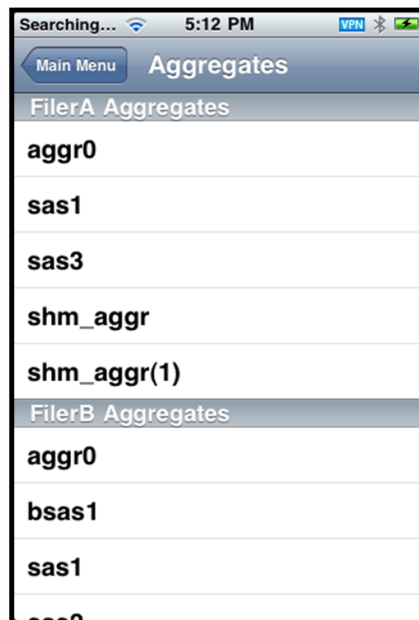 Searching... 5:12 PM VPN
Main Menu Aggregates
FilerA Aggregates
aggr0
sas1
sas3
shm_aggr
shm_aggr(1)
FilerB Aggregates
aggr0
bsas1
sas1